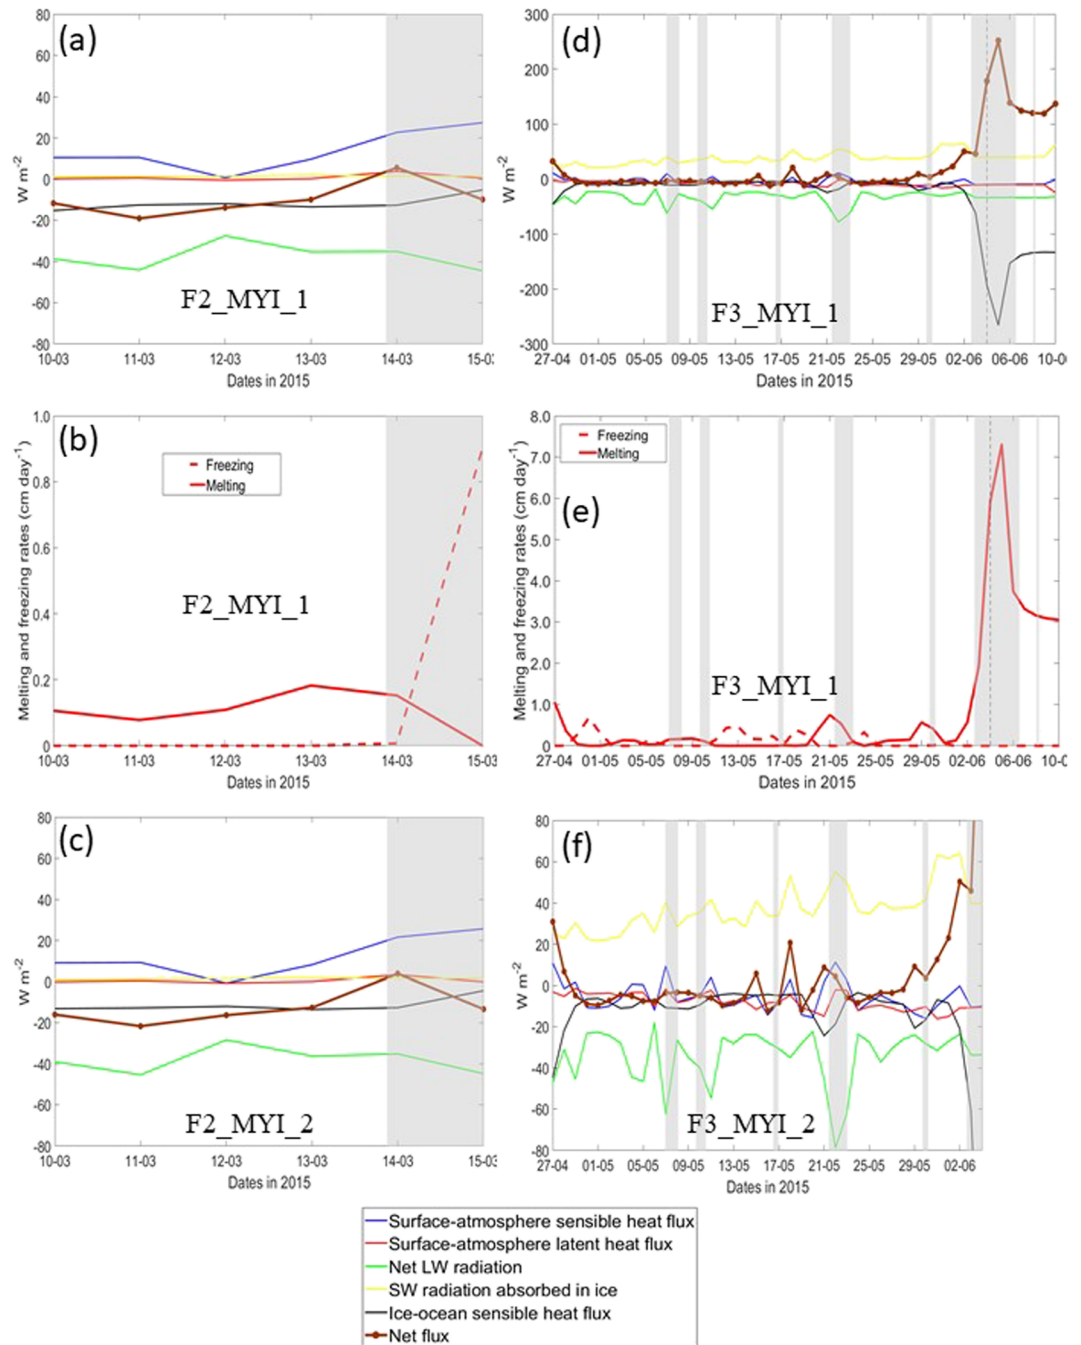 (a)
80
60
40
20
0
-20
-40
-60
-80
W m-2
F2_MYI_1
10-03 11-03 12-03 13-03 14-03 15-0
Dates in 2015
(d)
300
200
100
0
-100
-200
-300
W m-2
F3_MYI_1
27-04 01-05 05-05 09-05 13-05 17-05 21-05 25-05 29-05 02-06 06-06 10-0
Dates in 2015
(b)
1.0
0.8
0.6
0.4
0.2
0
Melting and freezing rates (cm day-1)
Freezing
Melting
F2_MYI_1
10-03 11-03 12-03 13-03 14-03 15-03
Dates in 2015
(e)
8.0
7.0
6.0
5.0
4.0
3.0
2.0
1.0
0
Melting and freezing rates (cm day-1)
Freezing
Melting
F3_MYI_1
27-04 01-05 05-05 09-05 13-05 17-05 21-05 25-05 29-05 02-06 06-06 10-0
Dates in 2015
(c)
80
60
40
20
0
-20
-40
-60
-80
W m-2
F2_MYI_2
10-03 11-03 12-03 13-03 14-03 15-03
Dates in 2015
(f)
80
60
40
20
0
-20
-40
-60
-80
W m-2
F3_MYI_2
27-04 01-05 05-05 09-05 13-05 17-05 21-05 25-05 29-05 02-06
Dates in 2015
Surface-atmosphere sensible heat flux
Surface-atmosphere latent heat flux
Net LW radiation
SW radiation absorbed in ice
Ice-ocean sensible heat flux
Net flux